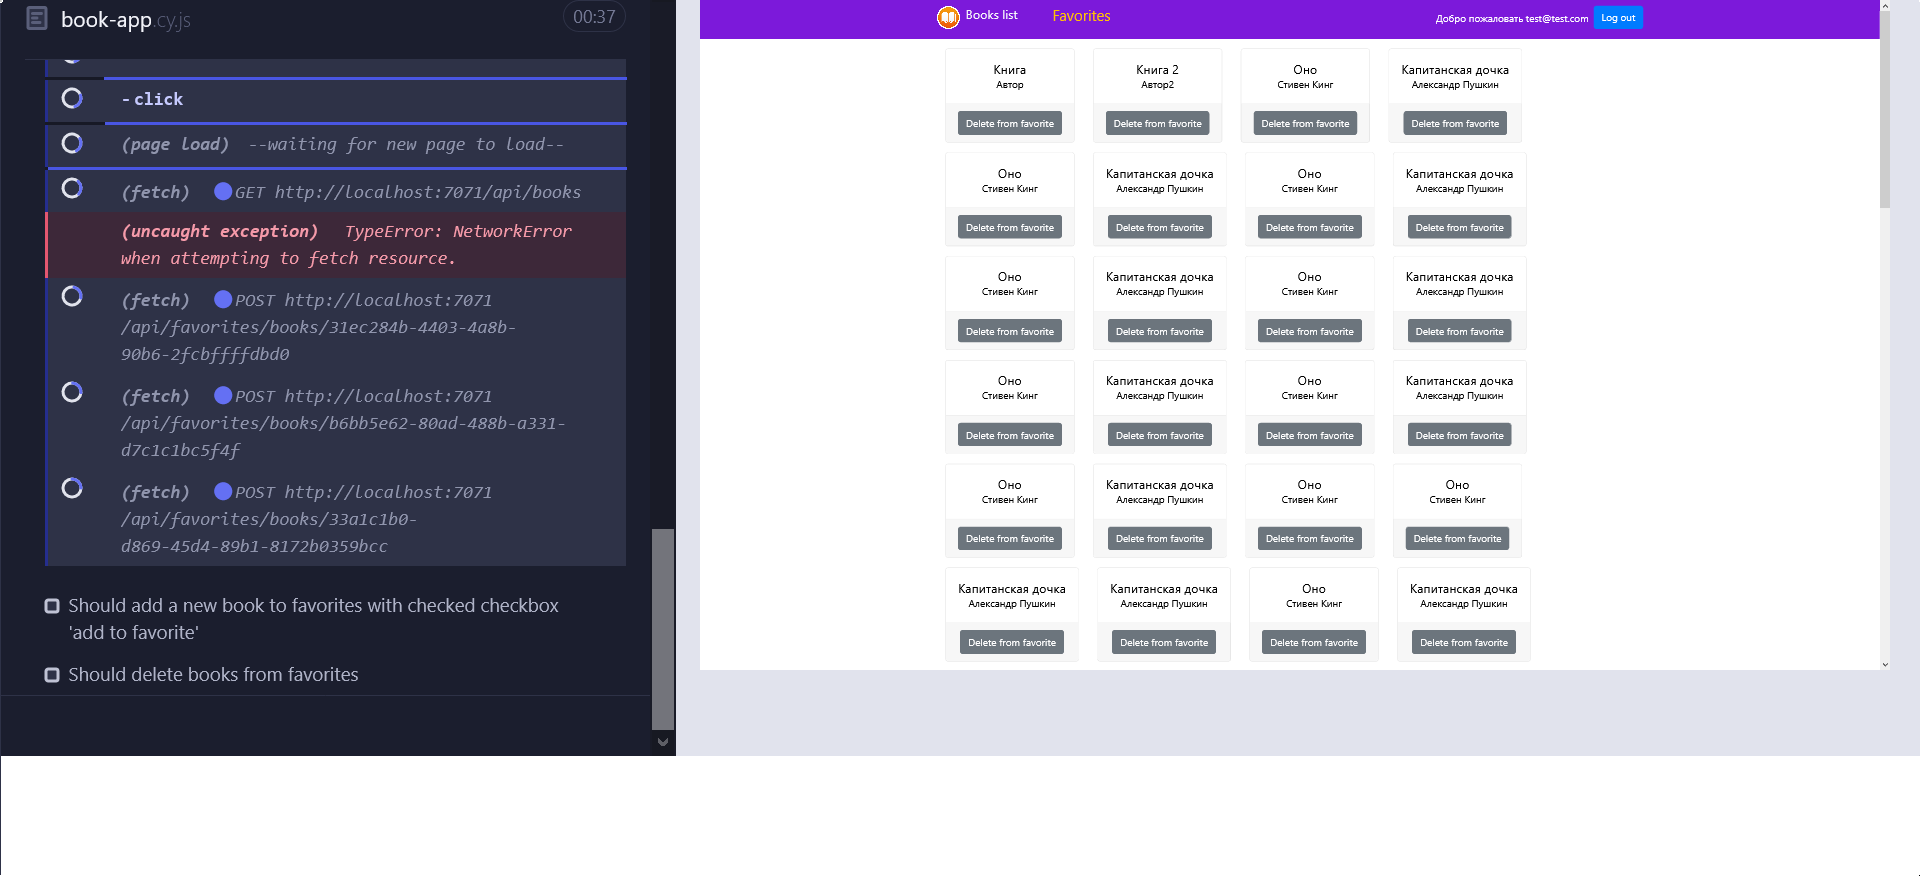 book-app.cy.js
00:37
-click
(page load) --waiting for new page to load--
(fetch) GET http://localhost:7071/api/books
(uncaught exception) TypeError: NetworkError
when attempting to fetch resource.
(fetch) POST http://localhost:7071
/api/favorites/books/31ec284b-4403-4a8b-
90b6-2fcbffffdbd0
(fetch) POST http://localhost:7071
/api/favorites/books/b6bb5e62-80ad-488b-a331-
d7c1c1bc5f4f
(fetch) POST http://localhost:7071
/api/favorites/books/33a1c1b0-
d869-45d4-89b1-8172b0359bcc
Should add a new book to favorites with checked checkbox
'add to favorite'
Should delete books from favorites
Books list Favorites Добро пожаловать test@test.com Log out
Книга Книга 2 Оно Капитанская дочка
Автор Автор2 Стивен Кинг Александр Пушкин
Delete from favorite Delete from favorite Delete from favorite Delete from favorite
Оно Капитанская дочка Оно Капитанская дочка
Стивен Кинг Александр Пушкин Стивен Кинг Александр Пушкин
Delete from favorite Delete from favorite Delete from favorite Delete from favorite
Оно Капитанская дочка Оно Капитанская дочка
Стивен Кинг Александр Пушкин Стивен Кинг Александр Пушкин
Delete from favorite Delete from favorite Delete from favorite Delete from favorite
Оно Капитанская дочка Оно Капитанская дочка
Стивен Кинг Александр Пушкин Стивен Кинг Александр Пушкин
Delete from favorite Delete from favorite Delete from favorite Delete from favorite
Оно Капитанская дочка Оно Оно
Стивен Кинг Александр Пушкин Стивен Кинг Стивен Кинг
Delete from favorite Delete from favorite Delete from favorite Delete from favorite
Капитанская дочка Капитанская дочка Оно Капитанская дочка
Александр Пушкин Александр Пушкин Стивен Кинг Александр Пушкин
Delete from favorite Delete from favorite Delete from favorite Delete from favorite